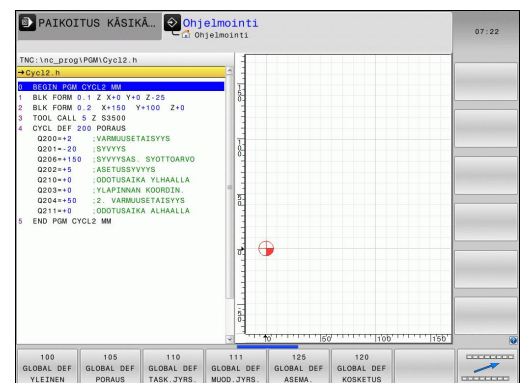 PAIKOITUS KÄSIKÄ…
Ohjelmointi
Ohjelmointi
07:22
TNC:\nc_prog\PGM\Cycl2.h
→Cycl2.h
0 BEGIN PGM CYCL2 MM
1 BLK FORM 0.1 Z X+0 Y+0 Z-25
2 BLK FORM 0.2 X+150 Y+100 Z+0
3 TOOL CALL 5 Z S3500
4 CYCL DEF 200 PORAUS
Q200=+2 ;VARMUUSETAISYYS
Q201=-20 ;SYVYYS
Q206=+150 ;SYVYYSAS. SYOTTOARVO
Q202=+5 ;ASETUSSYVYYS
Q210=+0 ;ODOTUSAIKA YLHAALLA
Q203=+0 ;YLAPINNAN KOORDIN.
Q204=+50 ;2. VARMUUSETAISYYS
Q211=+0 ;ODOTUSAIKA ALHAALLA
5 END PGM CYCL2 MM
0 50 100 150
100 GLOBAL DEF YLEINEN
105 GLOBAL DEF PORAUS
110 GLOBAL DEF TASK.JYRS.
111 GLOBAL DEF MUOD.JYRS.
125 GLOBAL DEF ASEMA.
120 GLOBAL DEF KOSKETUS